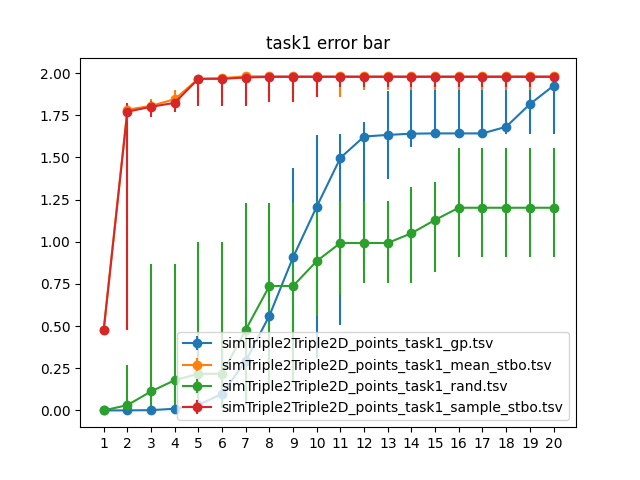 task1 error bar
2.00
1.75
1.50
1.25
1.00
0.75
0.50
0.25
0.00
simTriple2Triple2D_points_task1_gp.tsv
simTriple2Triple2D_points_task1_mean_stbo.tsv
simTriple2Triple2D_points_task1_rand.tsv
simTriple2Triple2D_points_task1_sample_stbo.tsv
1 2 3 4 5 6 7 8 9 10 11 12 13 14 15 16 17 18 19 20